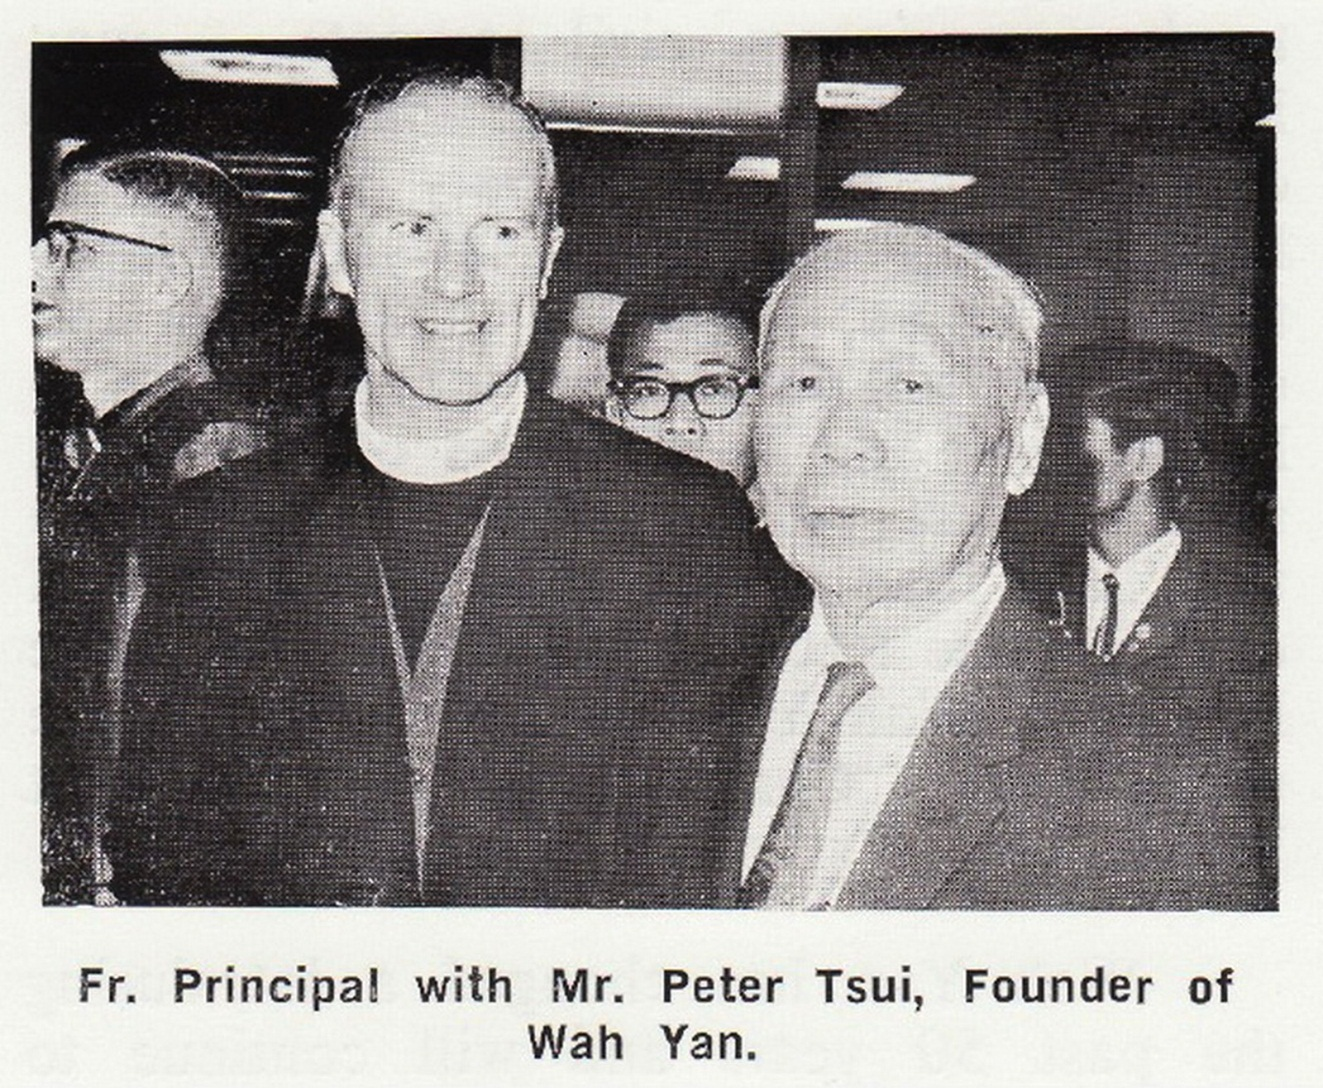 Fr. Principal with Mr. Peter Tsui, Founder of
Wah Yan.